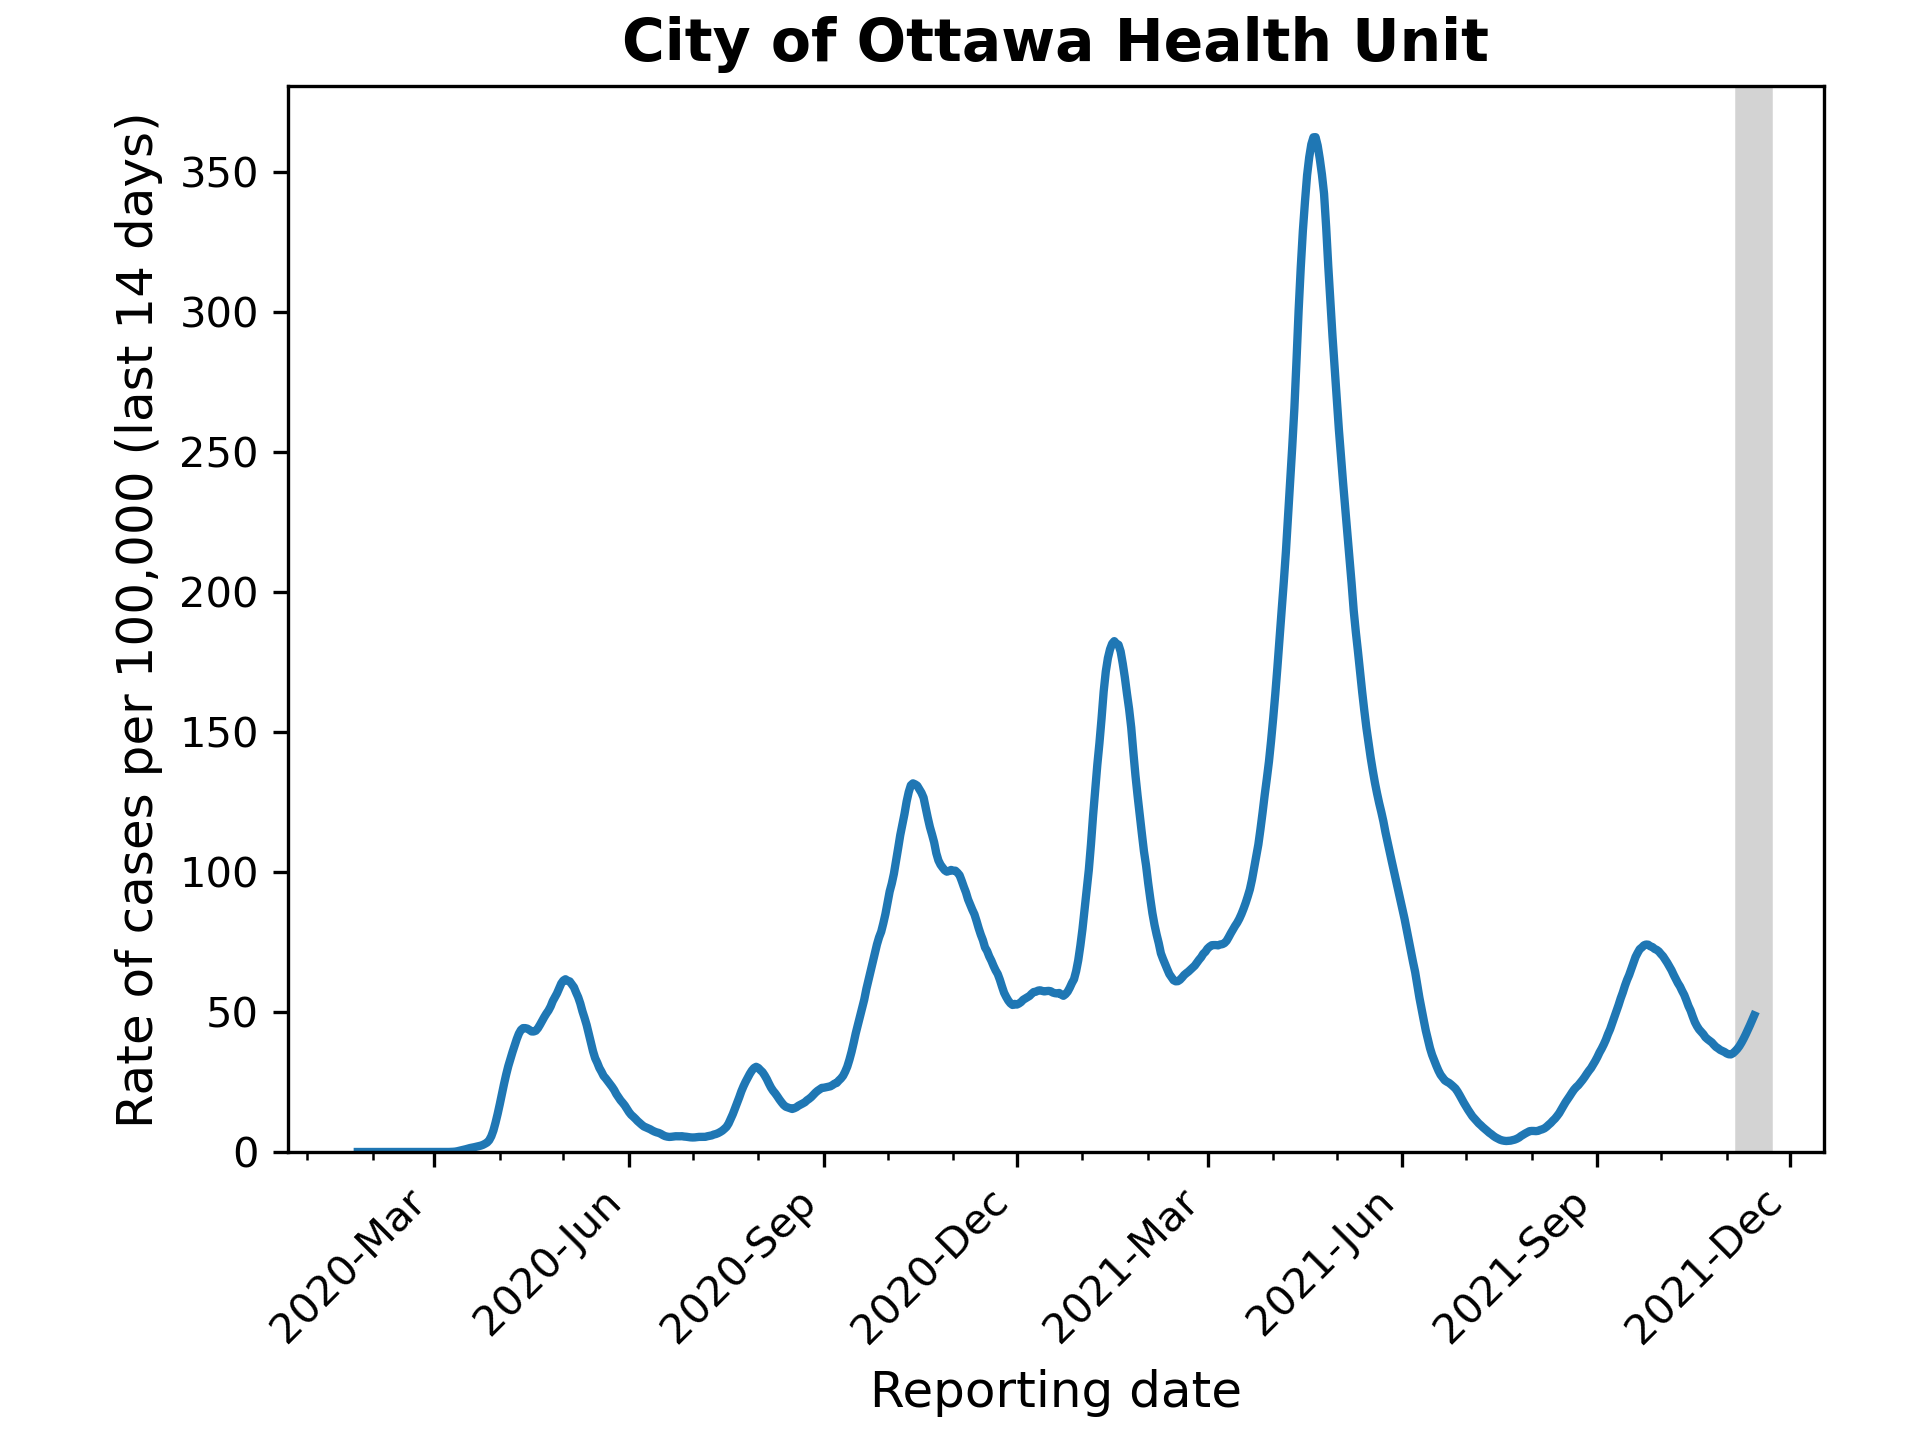 City of Ottawa Health Unit
Rate of cases per 100,000 (last 14 days)
350
300
250
200
150
100
50
0
2020-Mar
2020-Jun
2020-Sep
2020-Dec
2021-Mar
2021-Jun
2021-Sep
2021-Dec
Reporting date